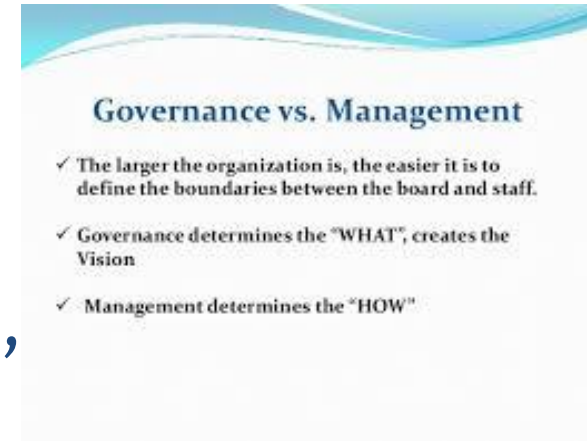 Governance vs. Management
✓ The larger the organization is, the easier it is to
define the boundaries between the board and staff.
✓ Governance determines the "WHAT", creates the
Vision
✓ Management determines the "HOW"
,